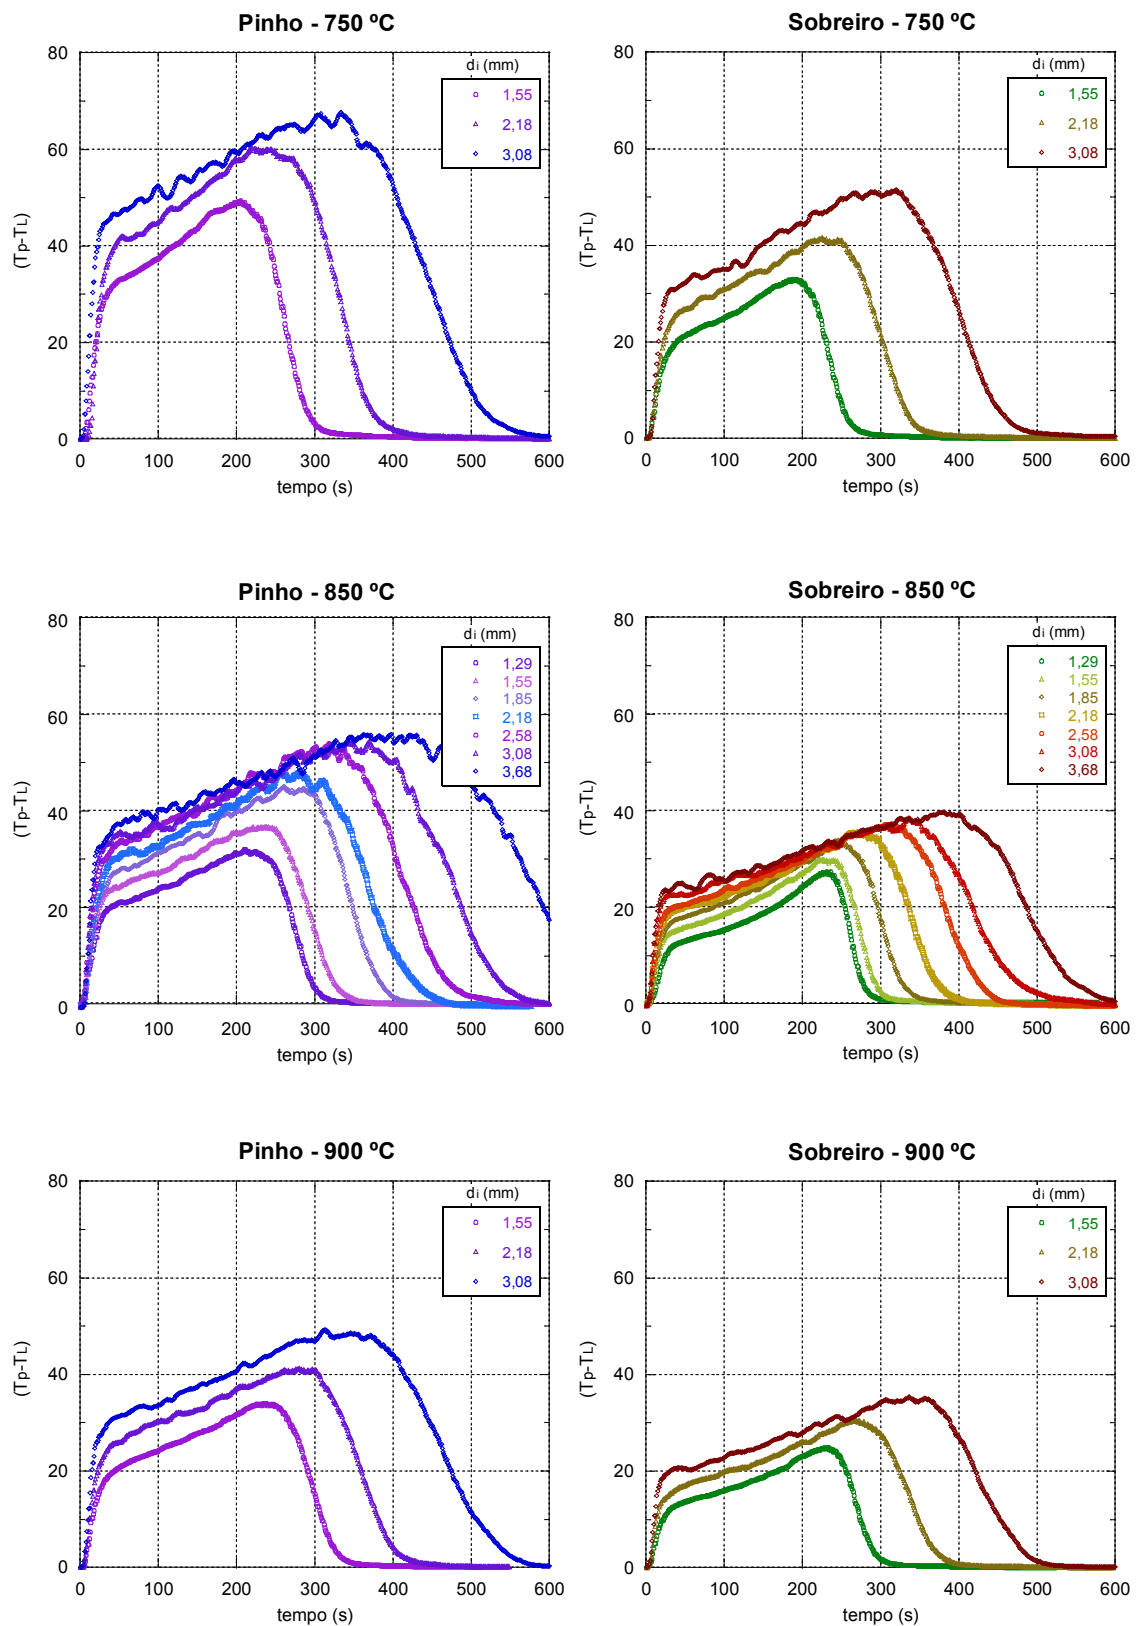 Pinho - 750 ºC
80
60
40
20
0
(Tp-TL)
di (mm)
1,55
2,18
3,08
0 100 200 300 400 500 600
tempo (s)
Sobreiro - 750 ºC
80
60
40
20
0
(Tp-TL)
di (mm)
1,55
2,18
3,08
0 100 200 300 400 500 600
tempo (s)
Pinho - 850 ºC
80
60
40
20
0
(Tp-TL)
di (mm)
1,29
1,55
1,85
2,18
2,58
3,08
3,68
0 100 200 300 400 500 600
tempo (s)
Sobreiro - 850 ºC
80
60
40
20
0
(Tp-TL)
di (mm)
1,29
1,55
1,85
2,18
2,58
3,08
3,68
0 100 200 300 400 500 600
tempo (s)
Pinho - 900 ºC
80
60
40
20
0
(Tp-TL)
di (mm)
1,55
2,18
3,08
0 100 200 300 400 500 600
tempo (s)
Sobreiro - 900 ºC
80
60
40
20
0
(Tp-TL)
di (mm)
1,55
2,18
3,08
0 100 200 300 400 500 600
tempo (s)